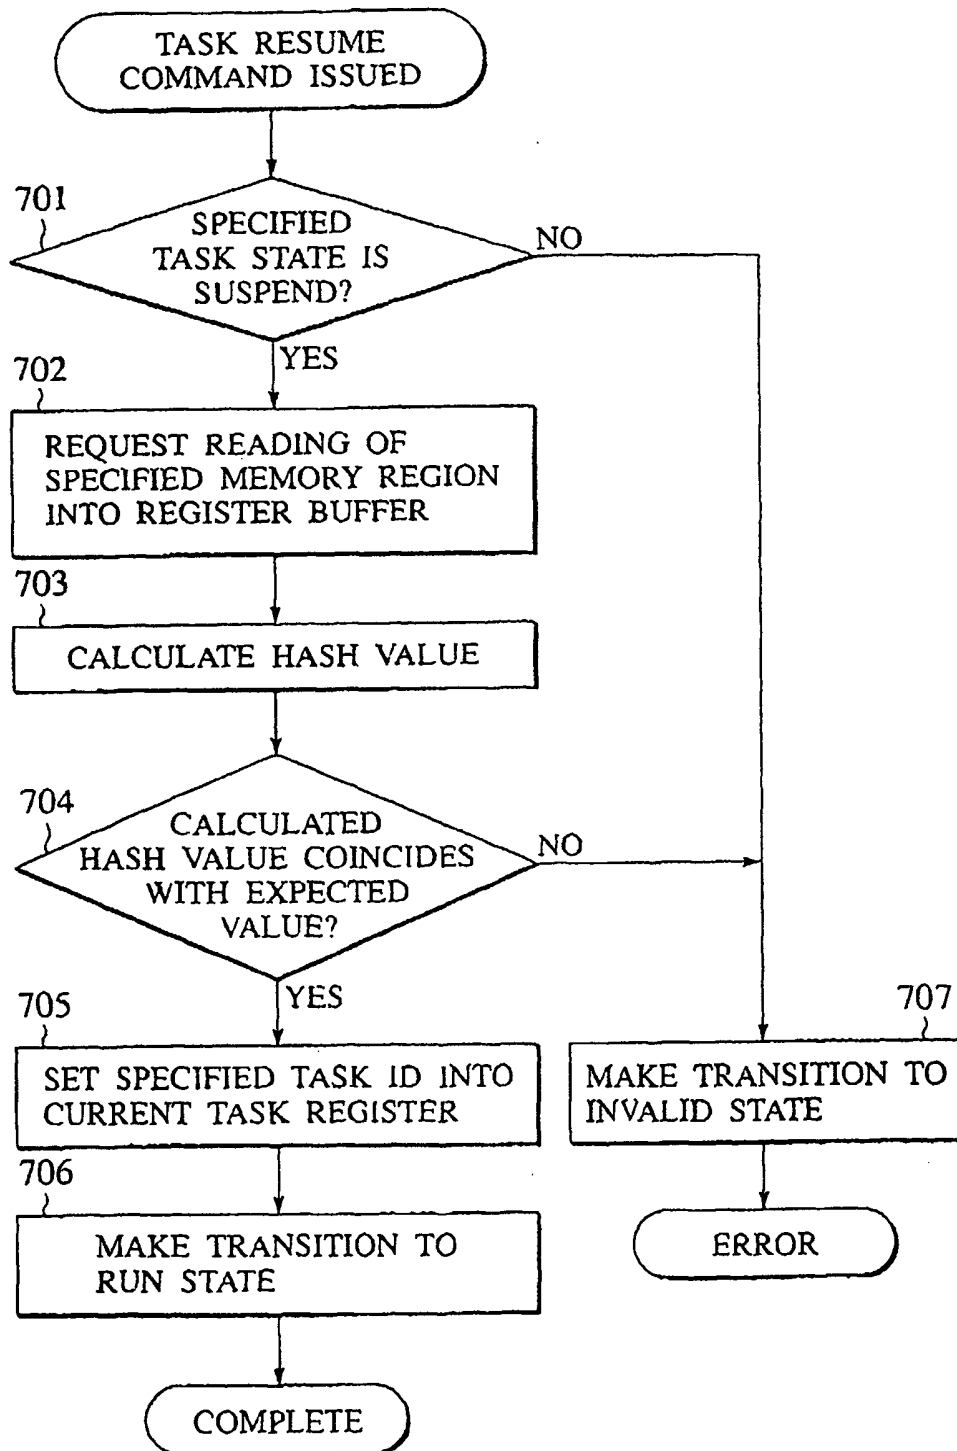 TASK RESUME
COMMAND ISSUED
701
SPECIFIED
TASK STATE IS
SUSPEND?
NO
YES
702
REQUEST READING OF
SPECIFIED MEMORY REGION
INTO REGISTER BUFFER
703
CALCULATE HASH VALUE
704
CALCULATED
HASH VALUE COINCIDES
WITH EXPECTED
VALUE?
NO
YES
705
SET SPECIFIED TASK ID INTO
CURRENT TASK REGISTER
707
MAKE TRANSITION TO
INVALID STATE
706
MAKE TRANSITION TO
RUN STATE
ERROR
COMPLETE